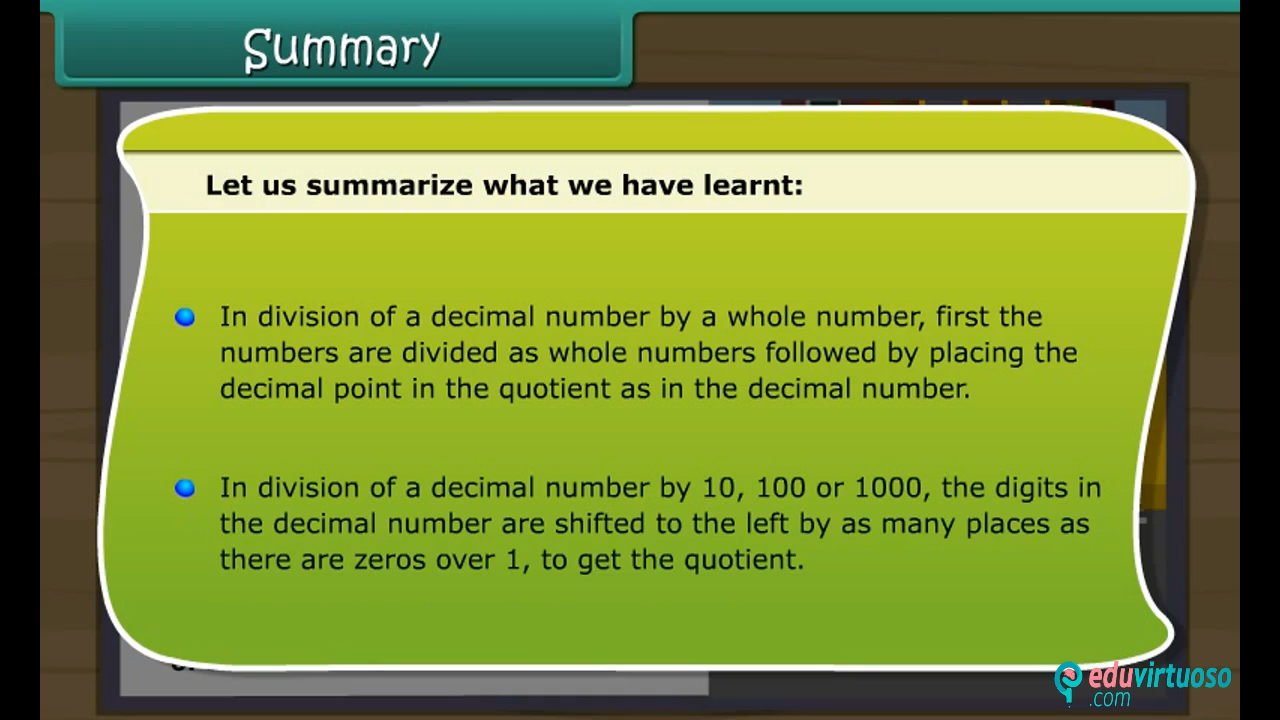 Summary
Let us summarize what we have learnt:
In division of a decimal number by a whole number, first the
numbers are divided as whole numbers followed by placing the
decimal point in the quotient as in the decimal number.
In division of a decimal number by 10, 100 or 1000, the digits in
the decimal number are shifted to the left by as many places as
there are zeros over 1, to get the quotient.
eduvirtuoso
.com